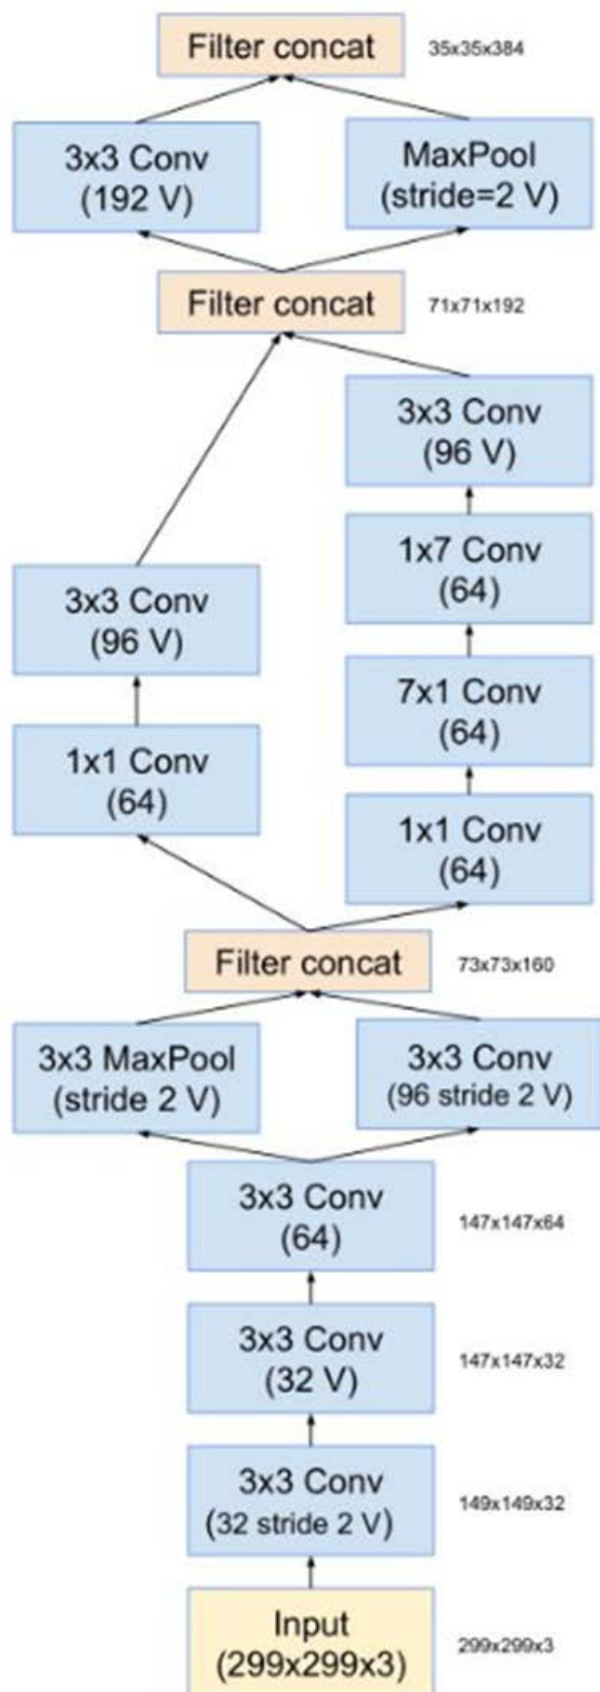 Filter concat
35x35x384
3x3 Conv
(192 V)
MaxPool
(stride=2 V)
Filter concat
71x71x192
3x3 Conv
(96 V)
1x7 Conv
(64)
3x3 Conv
(96 V)
7x1 Conv
(64)
1x1 Conv
(64)
1x1 Conv
(64)
Filter concat
73x73x160
3x3 MaxPool
(stride 2 V)
3x3 Conv
(96 stride 2 V)
3x3 Conv
(64)
147x147x64
3x3 Conv
(32 V)
147x147x32
3x3 Conv
(32 stride 2 V)
149x149x32
Input
(299x299x3)
299x299x3